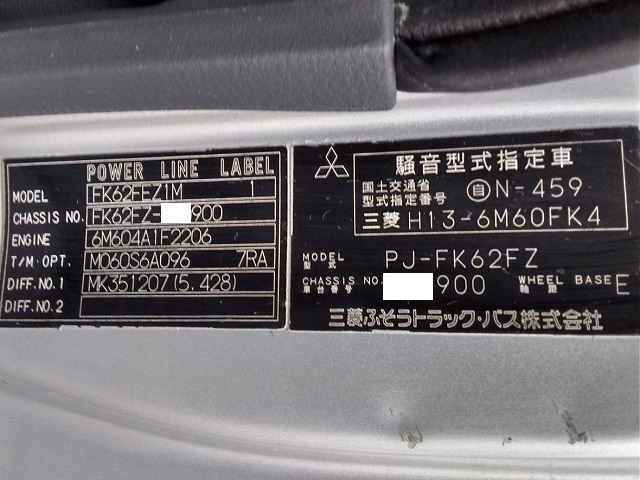 POWER LINE LABEL
MODEL FK62FEZ1M 1
CHASSIS NO. FK62FZ- 900
ENGINE 6M604A1F2206
T/M·OPT. M060S6A096 7RA
DIFF.NO.1 MK351207(5.428)
DIFF.NO.2
騒音型式指定車
国土交通省
型式指定番号 自N-459
三菱 H13-6M60FK4
MODEL
型式 PJ-FK62FZ
CHASSIS NO.
車台番号 900 WHEEL BASE
軸距 E
三菱ふそうトラック・バス株式会社